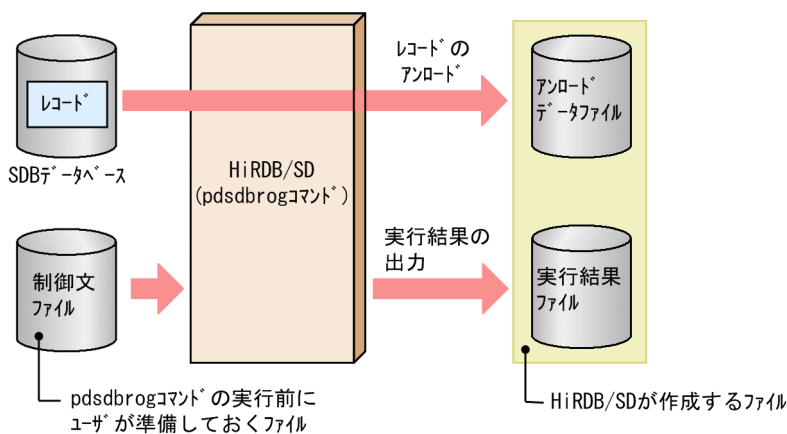 レコードの
アンロード
レコード
アンロード
データファイル
SDBデータベース
HiRDB/SD
(pdsdbrogコマンド)
実行結果の
出力
制御文
ファイル
実行結果
ファイル
pdsdbrogコマンドの実行前に
ユーザが準備しておくファイル
HiRDB/SDが作成するファイル